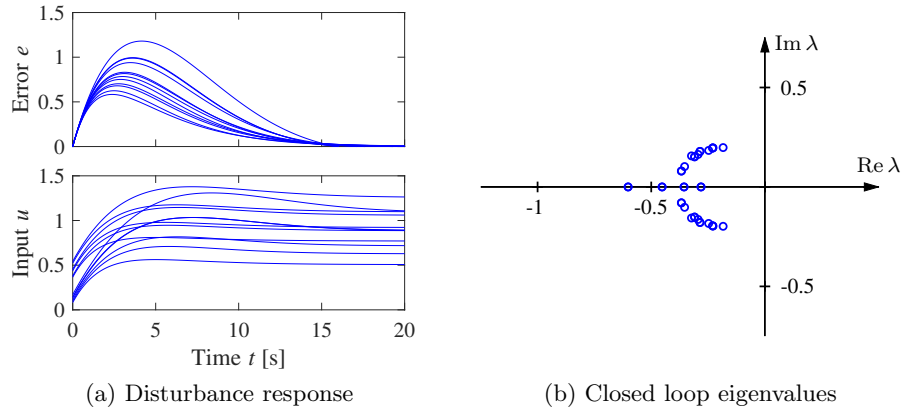 1.5
1
0.5
0
Error e
1.5
1
0.5
0
Input u
0 5 10 15 20
Time t [s]
(a) Disturbance response
Im λ
0.5
Re λ
-1 -0.5
-0.5
(b) Closed loop eigenvalues